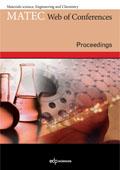 Materials science, Engineering and Chemistry
MATEC Web of Conferences
Proceedings
edp sciences